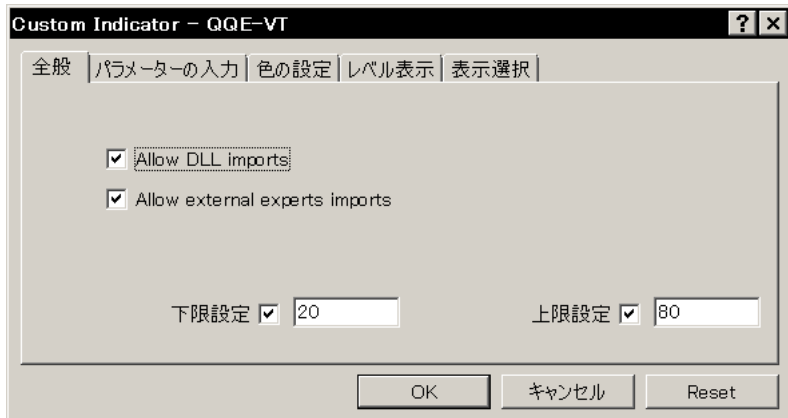 Custom Indicator - QQE-VT
全般 パラメーターの入力 色の設定 レベル表示 表示選択
Allow DLL imports
Allow external experts imports
下限設定 20 上限設定 80
OK キャンセル Reset